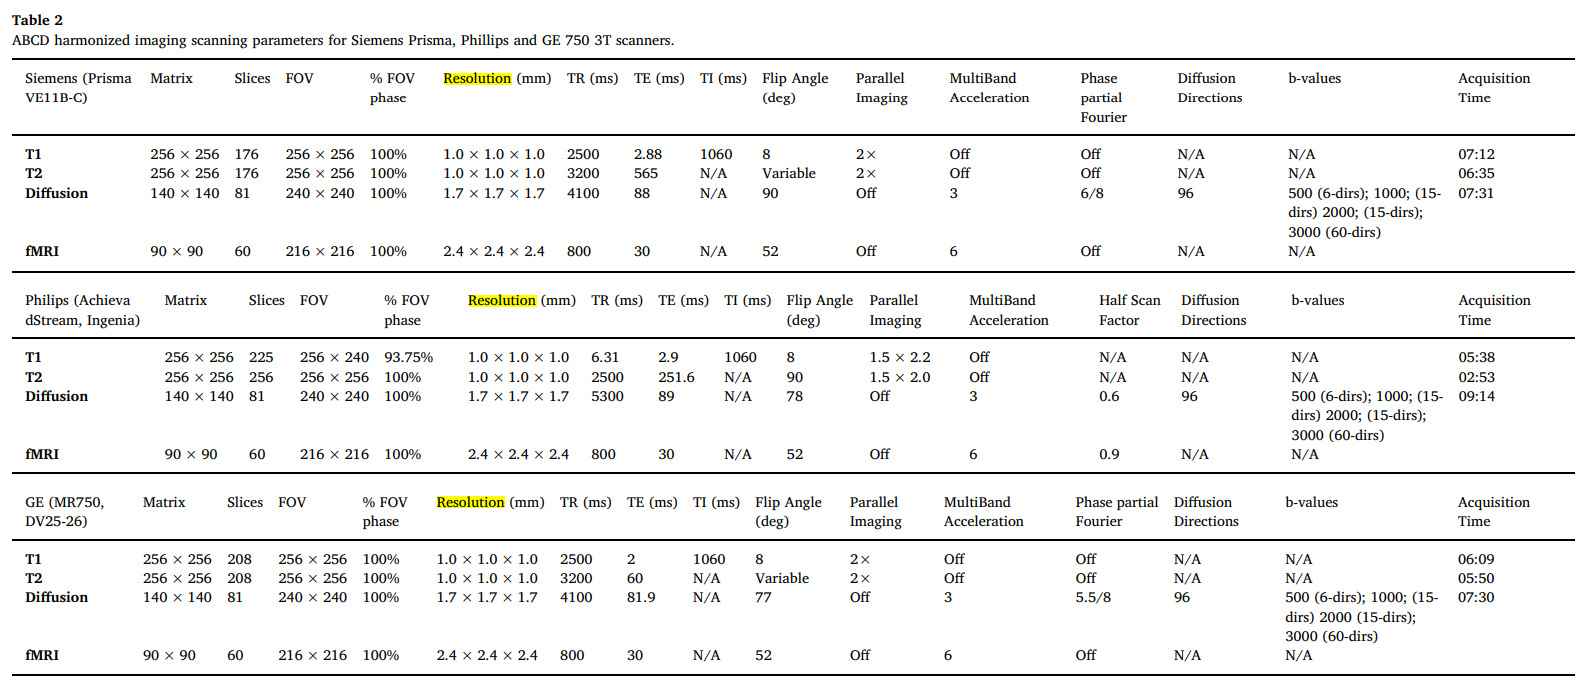 Table 2
ABCD harmonized imaging scanning parameters for Siemens Prisma, Phillips and GE 750 3T scanners.
Siemens (Prisma Matrix Slices FOV % FOV Resolution (mm) TR (ms) TE (ms) TI (ms) Flip Angle Parallel MultiBand Phase Diffusion b-values Acquisition
VE11B-C) phase (deg) Imaging Acceleration partial Directions Time
Fourier
T1 256 × 256 176 256 × 256 100% 1.0 × 1.0 × 1.0 2500 2.88 1060 8 2× Off Off N/A N/A 07:12
T2 256 × 256 176 256 × 256 100% 1.0 × 1.0 × 1.0 3200 565 N/A Variable 2× Off Off N/A N/A 06:35
Diffusion 140 × 140 81 240 × 240 100% 1.7 × 1.7 × 1.7 4100 88 N/A 90 Off 3 6/8 96 500 (6-dirs); 1000; (15- 07:31
dirs) 2000; (15-dirs);
3000 (60-dirs)
fMRI 90 × 90 60 216 × 216 100% 2.4 × 2.4 × 2.4 800 30 N/A 52 Off 6 Off N/A N/A
Philips (Achieva Matrix Slices FOV % FOV Resolution (mm) TR (ms) TE (ms) TI (ms) Flip Angle Parallel MultiBand Half Scan Diffusion b-values Acquisition
dStream, Ingenia) phase (deg) Imaging Acceleration Factor Directions Time
T1 256 × 256 225 256 × 240 93.75% 1.0 × 1.0 × 1.0 6.31 2.9 1060 8 1.5 × 2.2 Off N/A N/A N/A 05:38
T2 256 × 256 256 256 × 256 100% 1.0 × 1.0 × 1.0 2500 251.6 N/A 90 1.5 × 2.0 Off N/A N/A N/A 02:53
Diffusion 140 × 140 81 240 × 240 100% 1.7 × 1.7 × 1.7 5300 89 N/A 78 Off 3 0.6 96 500 (6-dirs); 1000; (15- 09:14
dirs) 2000; (15-dirs);
3000 (60-dirs)
fMRI 90 × 90 60 216 × 216 100% 2.4 × 2.4 × 2.4 800 30 N/A 52 Off 6 0.9 N/A N/A
GE (MR750, Matrix Slices FOV % FOV Resolution (mm) TR (ms) TE (ms) TI (ms) Flip Angle Parallel MultiBand Phase partial Diffusion b-values Acquisition
DV25-26) phase (deg) Imaging Acceleration Fourier Directions Time
T1 256 × 256 208 256 × 256 100% 1.0 × 1.0 × 1.0 2500 2 1060 8 2× Off Off N/A N/A 06:09
T2 256 × 256 208 256 × 256 100% 1.0 × 1.0 × 1.0 3200 60 N/A Variable 2× Off Off N/A N/A 05:50
Diffusion 140 × 140 81 240 × 240 100% 1.7 × 1.7 × 1.7 4100 81.9 N/A 77 Off 3 5.5/8 96 500 (6-dirs); 1000; (15- 07:30
dirs) 2000 (15-dirs);
3000 (60-dirs)
fMRI 90 × 90 60 216 × 216 100% 2.4 × 2.4 × 2.4 800 30 N/A 52 Off 6 Off N/A N/A